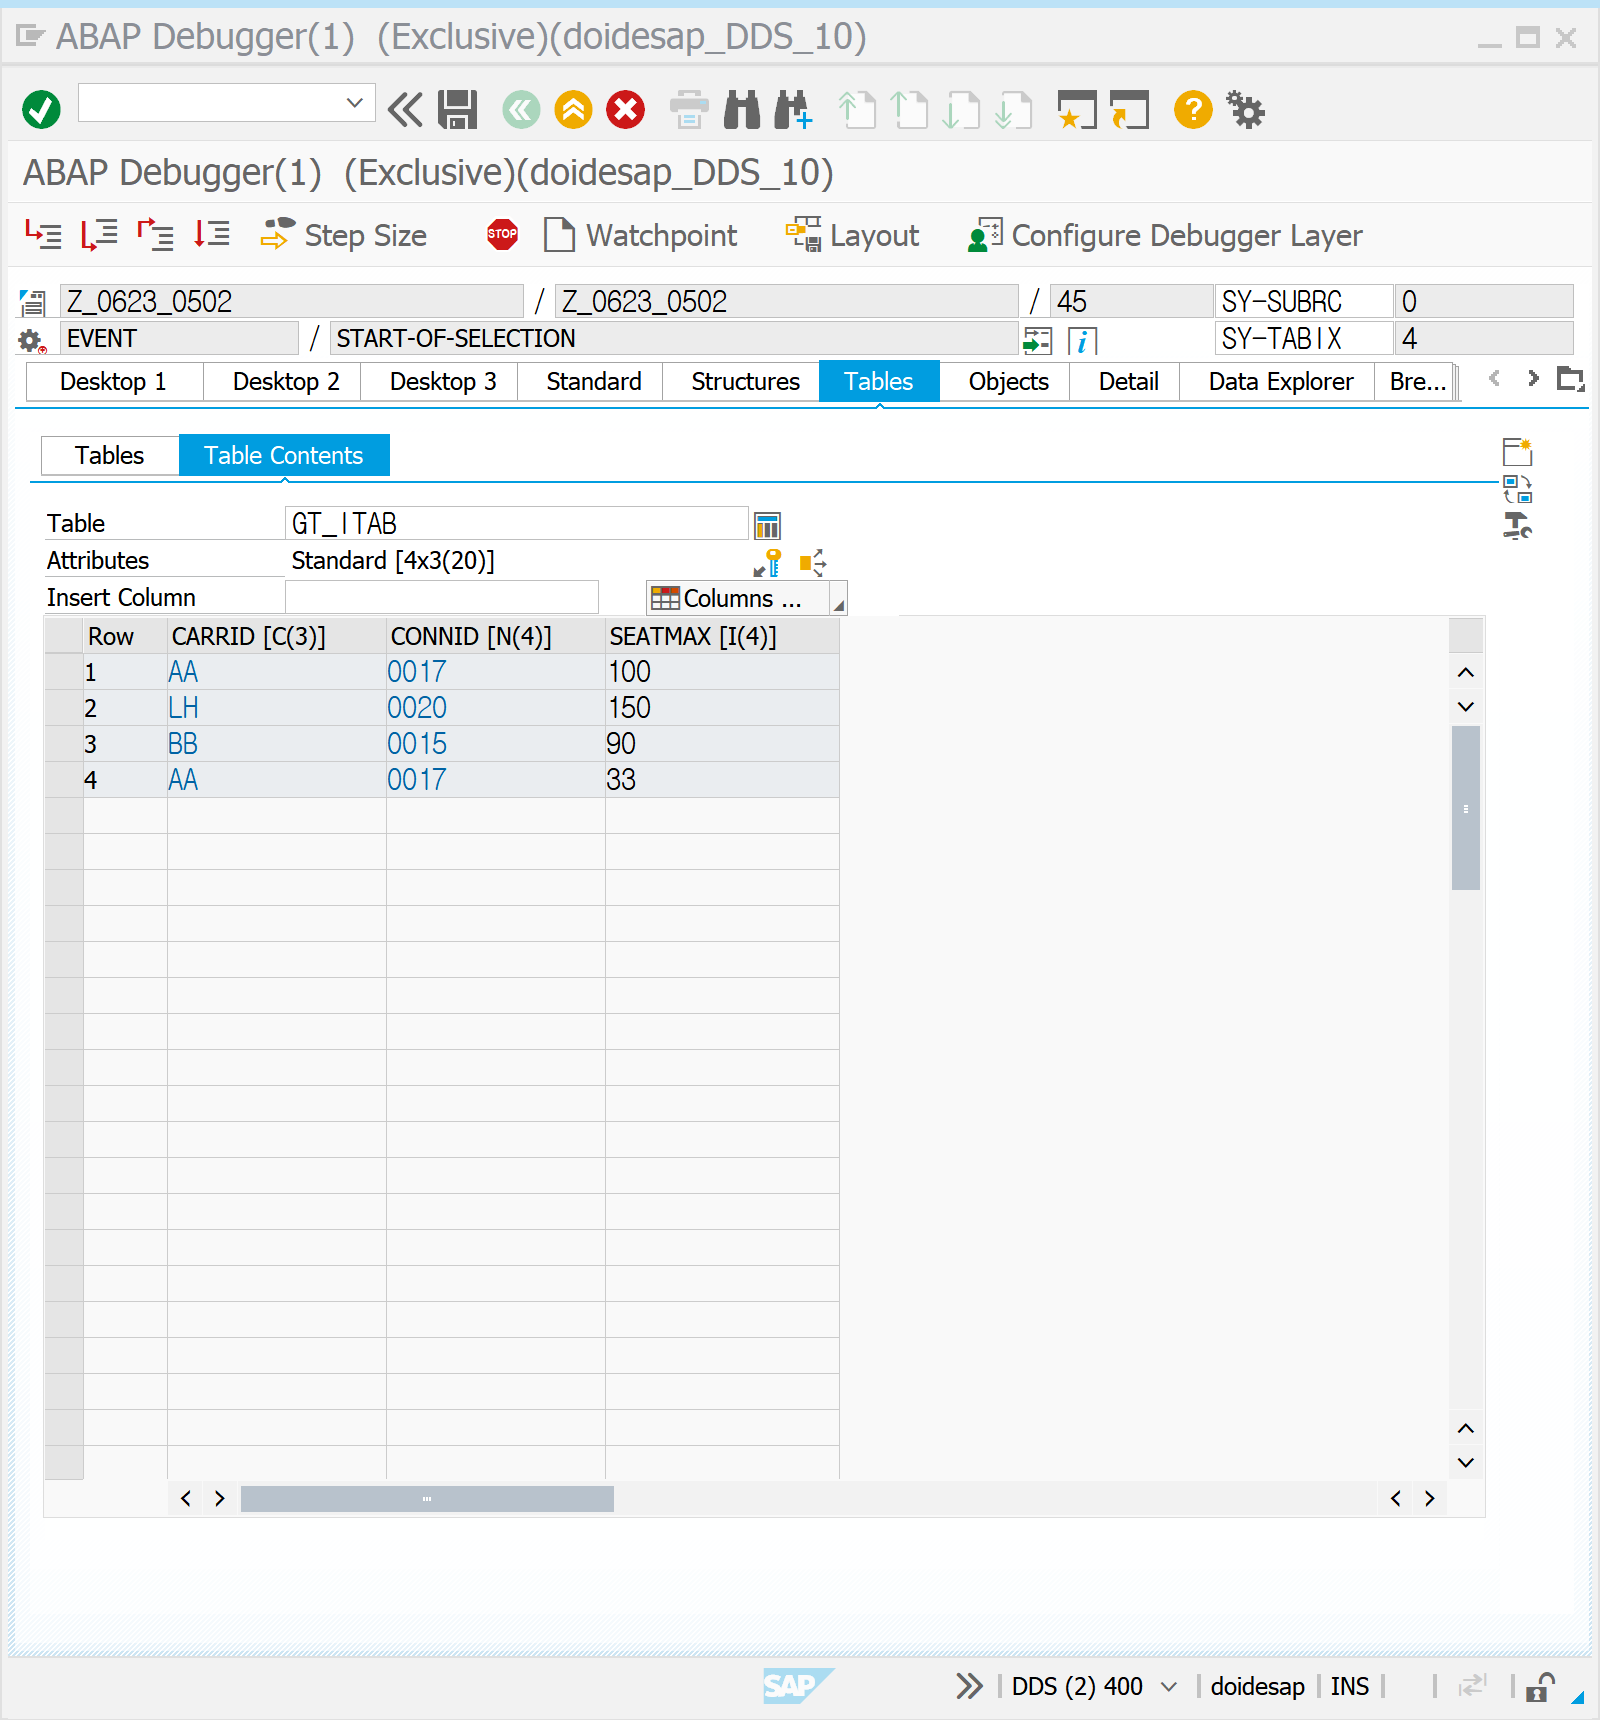 ABAP Debugger(1)  (Exclusive)(doidesap_DDS_10)
ABAP Debugger(1)  (Exclusive)(doidesap_DDS_10)
Step Size STOP Watchpoint Layout Configure Debugger Layer
Z_0623_0502 / Z_0623_0502 / 45 SY-SUBRC 0
EVENT / START-OF-SELECTION SY-TABIX 4
Desktop 1 Desktop 2 Desktop 3 Standard Structures Tables Objects Detail Data Explorer Bre...
Tables Table Contents
Table GT_ITAB
Attributes Standard [4x3(20)]
Insert Column Columns ...
Row CARRID [C(3)] CONNID [N(4)] SEATMAX [I(4)]
1 AA 0017 100
2 LH 0020 150
3 BB 0015 90
4 AA 0017 33
SAP DDS (2) 400 doidesap INS